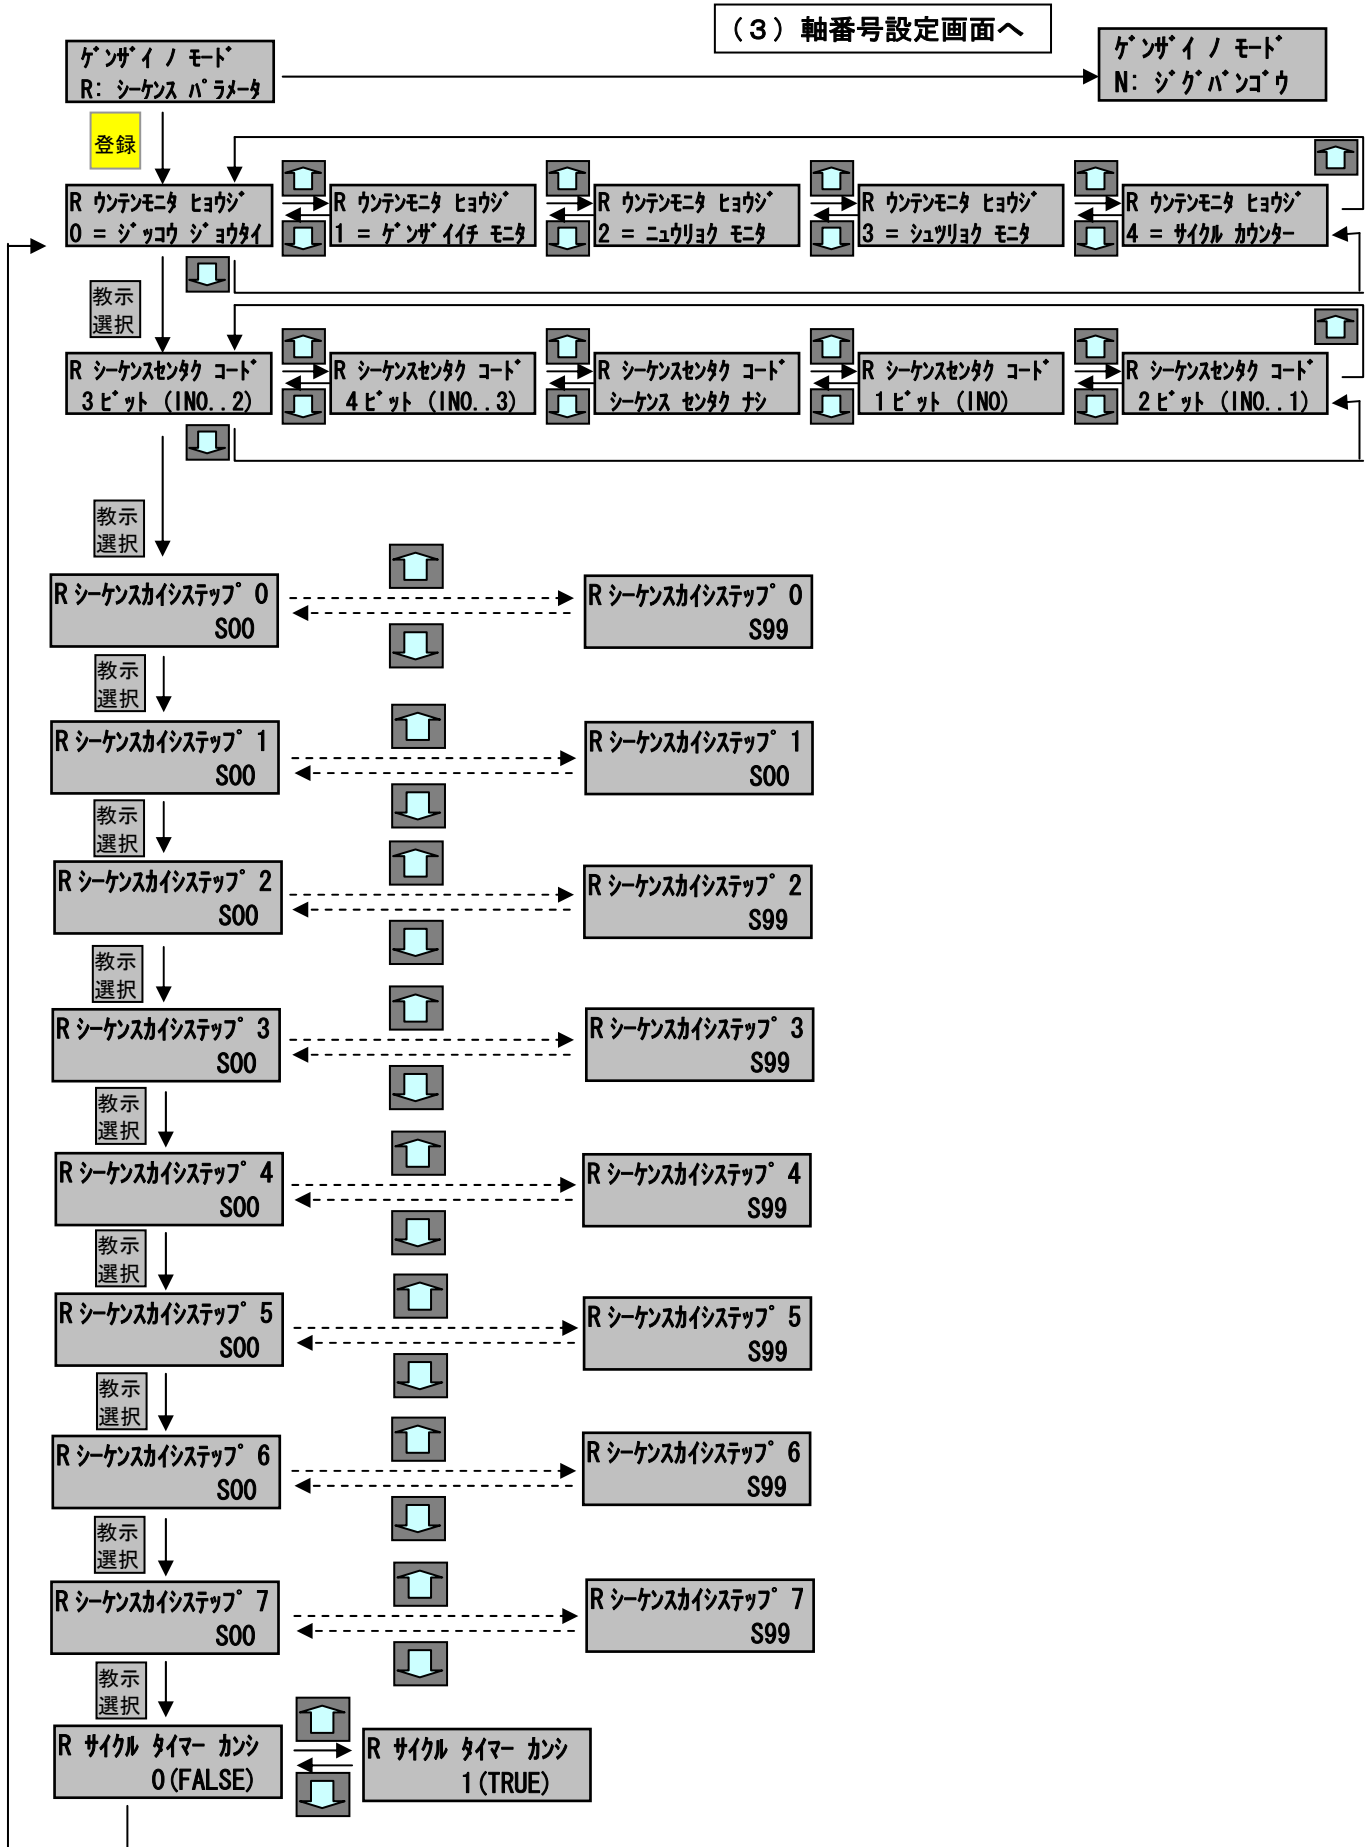 （３）軸番号設定画面へ
ｹﾞﾝｻﾞｲ ﾉ ﾓｰﾄﾞ
R: ｼｰｹﾝｽ ﾊﾟﾗﾒｰﾀ
ｹﾞﾝｻﾞｲ ﾉ ﾓｰﾄﾞ
N: ｼﾞｸﾞﾊﾞﾝｺﾞｳ
登録
R ｳﾝﾃﾝﾓﾆﾀ ﾋｮｳｼﾞ
0 = ｼﾞｯｺｳ ｼﾞｮｳﾀｲ
R ｳﾝﾃﾝﾓﾆﾀ ﾋｮｳｼﾞ
1 = ｹﾞﾝｻﾞｲｲﾁ ﾓﾆﾀ
R ｳﾝﾃﾝﾓﾆﾀ ﾋｮｳｼﾞ
2 = ﾆｭｳﾘｮｸ ﾓﾆﾀ
R ｳﾝﾃﾝﾓﾆﾀ ﾋｮｳｼﾞ
3 = ｼｭﾂﾘｮｸ ﾓﾆﾀ
R ｳﾝﾃﾝﾓﾆﾀ ﾋｮｳｼﾞ
4 = ｻｲｸﾙ ｶｳﾝﾀｰ
教示
選択
R ｼｰｹﾝｽｾﾝﾀｸ ｺｰﾄﾞ
3ﾋﾞｯﾄ (IN0..2)
R ｼｰｹﾝｽｾﾝﾀｸ ｺｰﾄﾞ
4ﾋﾞｯﾄ (IN0..3)
R ｼｰｹﾝｽｾﾝﾀｸ ｺｰﾄﾞ
ｼｰｹﾝｽ ｾﾝﾀｸ ﾅｼ
R ｼｰｹﾝｽｾﾝﾀｸ ｺｰﾄﾞ
1ﾋﾞｯﾄ (IN0)
R ｼｰｹﾝｽｾﾝﾀｸ ｺｰﾄﾞ
2ﾋﾞｯﾄ (IN0..1)
教示
選択
R ｼｰｹﾝｽｶｲｼｽﾃｯﾌﾟ 0
S00
R ｼｰｹﾝｽｶｲｼｽﾃｯﾌﾟ 0
S99
教示
選択
R ｼｰｹﾝｽｶｲｼｽﾃｯﾌﾟ 1
S00
R ｼｰｹﾝｽｶｲｼｽﾃｯﾌﾟ 1
S00
教示
選択
R ｼｰｹﾝｽｶｲｼｽﾃｯﾌﾟ 2
S00
R ｼｰｹﾝｽｶｲｼｽﾃｯﾌﾟ 2
S99
教示
選択
R ｼｰｹﾝｽｶｲｼｽﾃｯﾌﾟ 3
S00
R ｼｰｹﾝｽｶｲｼｽﾃｯﾌﾟ 3
S99
教示
選択
R ｼｰｹﾝｽｶｲｼｽﾃｯﾌﾟ 4
S00
R ｼｰｹﾝｽｶｲｼｽﾃｯﾌﾟ 4
S99
教示
選択
R ｼｰｹﾝｽｶｲｼｽﾃｯﾌﾟ 5
S00
R ｼｰｹﾝｽｶｲｼｽﾃｯﾌﾟ 5
S99
教示
選択
R ｼｰｹﾝｽｶｲｼｽﾃｯﾌﾟ 6
S00
R ｼｰｹﾝｽｶｲｼｽﾃｯﾌﾟ 6
S99
教示
選択
R ｼｰｹﾝｽｶｲｼｽﾃｯﾌﾟ 7
S00
R ｼｰｹﾝｽｶｲｼｽﾃｯﾌﾟ 7
S99
教示
選択
R ｻｲｸﾙ ﾀｲﾏｰ ｶﾝｼ
0(FALSE)
R ｻｲｸﾙ ﾀｲﾏｰ ｶﾝｼ
1(TRUE)